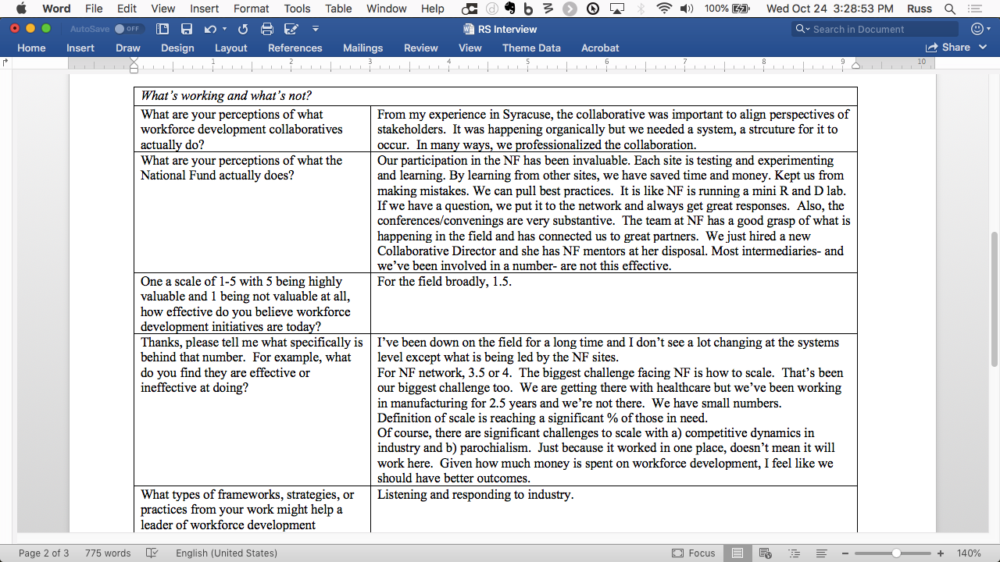 Word File Edit View Insert Format Tools Table Window Help 100% Wed Oct 24 3:28:53 PM Russ
AutoSave OFF RS Interview Search in Document
Home Insert Draw Design Layout References Mailings Review View Theme Data Acrobat Share
1 2 3 4 5 6 7 8 9 10
What's working and what's not?
What are your perceptions of what
workforce development collaboratives
actually do?
From my experience in Syracuse, the collaborative was important to align perspectives of
stakeholders. It was happening organically but we needed a system, a strcuture for it to
occur. In many ways, we professionalized the collaboration.
What are your perceptions of what the
National Fund actually does?
Our participation in the NF has been invaluable. Each site is testing and experimenting
and learning. By learning from other sites, we have saved time and money. Kept us from
making mistakes. We can pull best practices. It is like NF is running a mini R and D lab.
If we have a question, we put it to the network and always get great responses. Also, the
conferences/convenings are very substantive. The team at NF has a good grasp of what is
happening in the field and has connected us to great partners. We just hired a new
Collaborative Director and she has NF mentors at her disposal. Most intermediaries- and
we've been involved in a number- are not this effective.
One a scale of 1-5 with 5 being highly
valuable and 1 being not valuable at all,
how effective do you believe workforce
development initiatives are today?
For the field broadly, 1.5.
Thanks, please tell me what specifically is
behind that number. For example, what
do you find they are effective or
ineffective at doing?
I've been down on the field for a long time and I don't see a lot changing at the systems
level except what is being led by the NF sites.
For NF network, 3.5 or 4. The biggest challenge facing NF is how to scale. That's been
our biggest challenge too. We are getting there with healthcare but we've been working
in manufacturing for 2.5 years and we're not there. We have small numbers.
Definition of scale is reaching a significant % of those in need.
Of course, there are significant challenges to scale with a) competitive dynamics in
industry and b) parochialism. Just because it worked in one place, doesn't mean it will
work here. Given how much money is spent on workforce development, I feel like we
should have better outcomes.
What types of frameworks, strategies, or
practices from your work might help a
leader of workforce development
Listening and responding to industry.
Page 2 of 3 775 words English (United States) Focus 140%